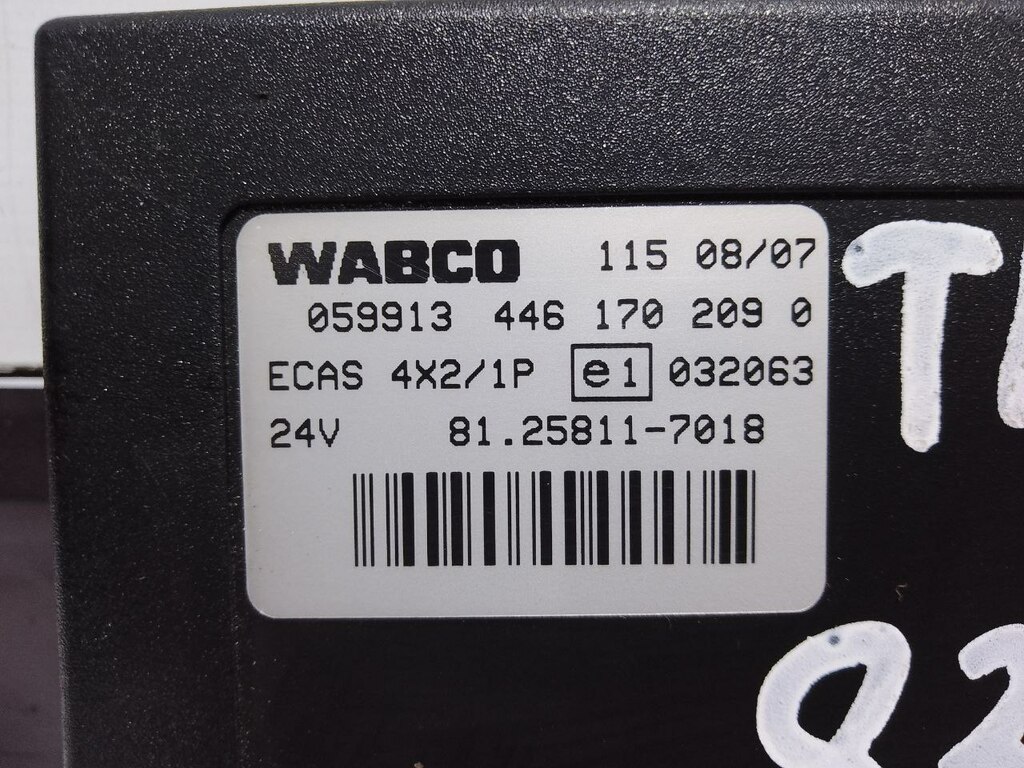 WABCO 115 08/07
059913 446 170 209 0
ECAS 4X2/1P e1 032063
24V 81.25811-7018